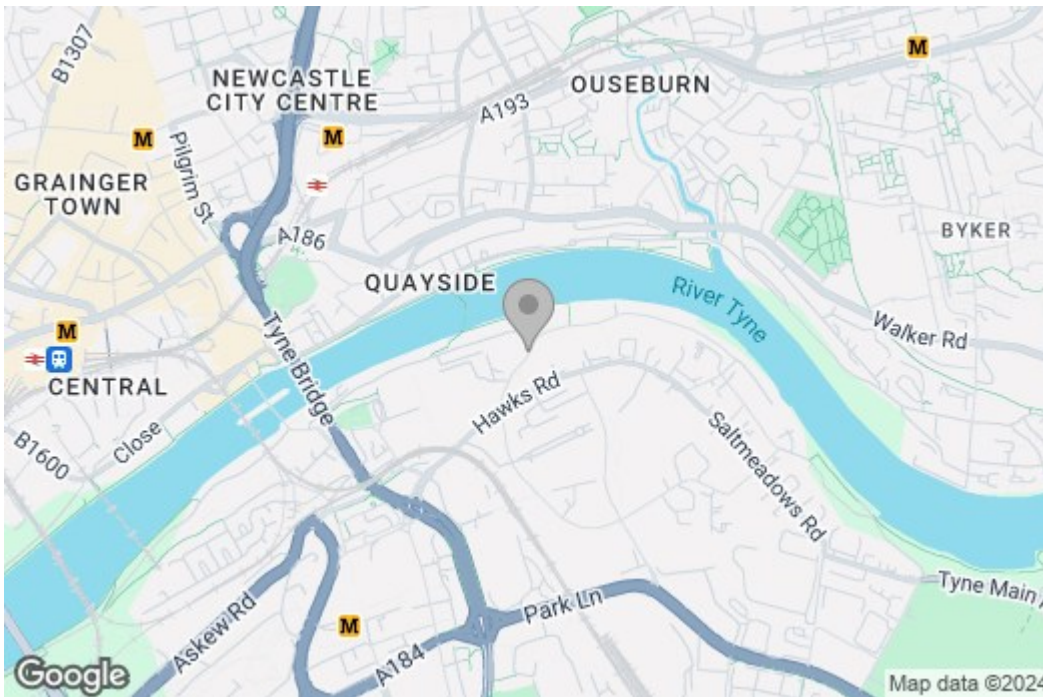 B1307
NEWCASTLE
CITY CENTRE
OUSEBURN
M
A193
M
M
Pilgrim St
GRAINGER
TOWN
A186
BYKER
QUAYSIDE
River Tyne
M
Walker Rd
CENTRAL
Tyne Bridge
Close
Hawks Rd
B1600
Saltmeadows Rd
Tyne Main
Askew Rd
M
Park Ln
A184
Google
Map data ©2024